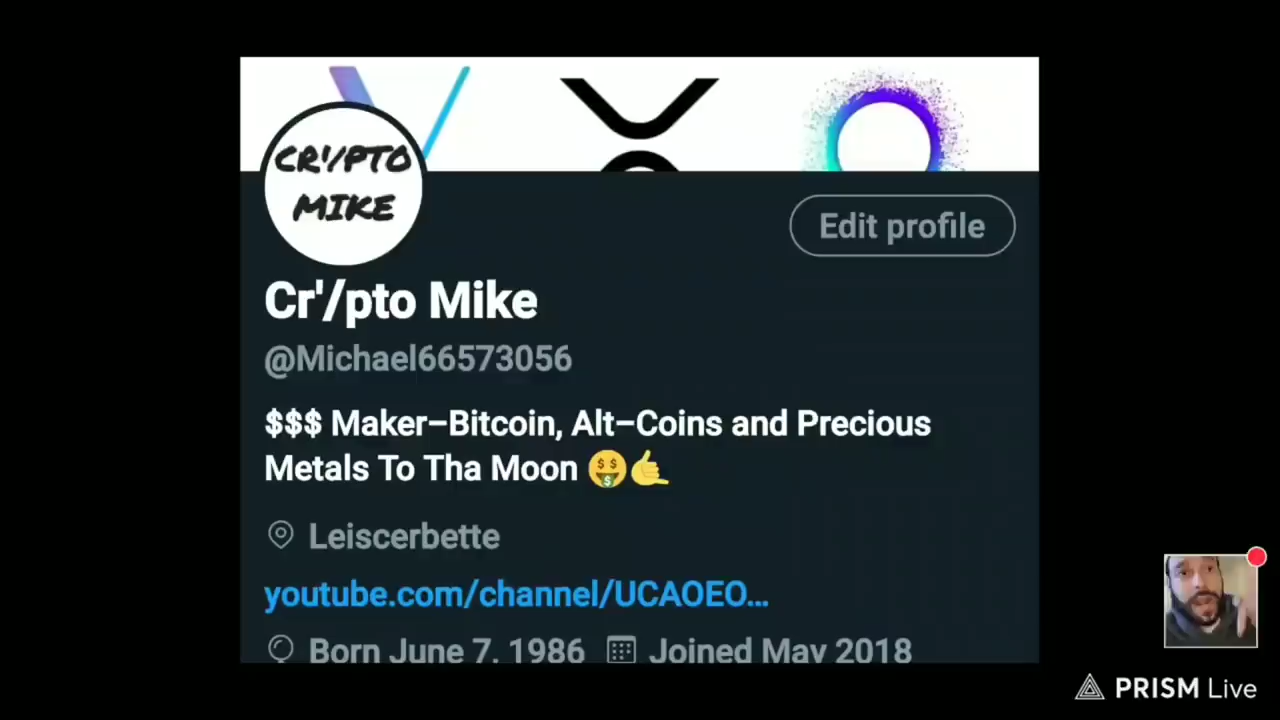 CR'/PTO
MIKE
Edit profile
Cr'/pto Mike
@Michael66573056
$$$ Maker–Bitcoin, Alt–Coins and Precious
Metals To Tha Moon 🤑🤙
Leiscerbette
youtube.com/channel/UCAOEO...
Born June 7, 1986 Joined May 2018
PRISM Live